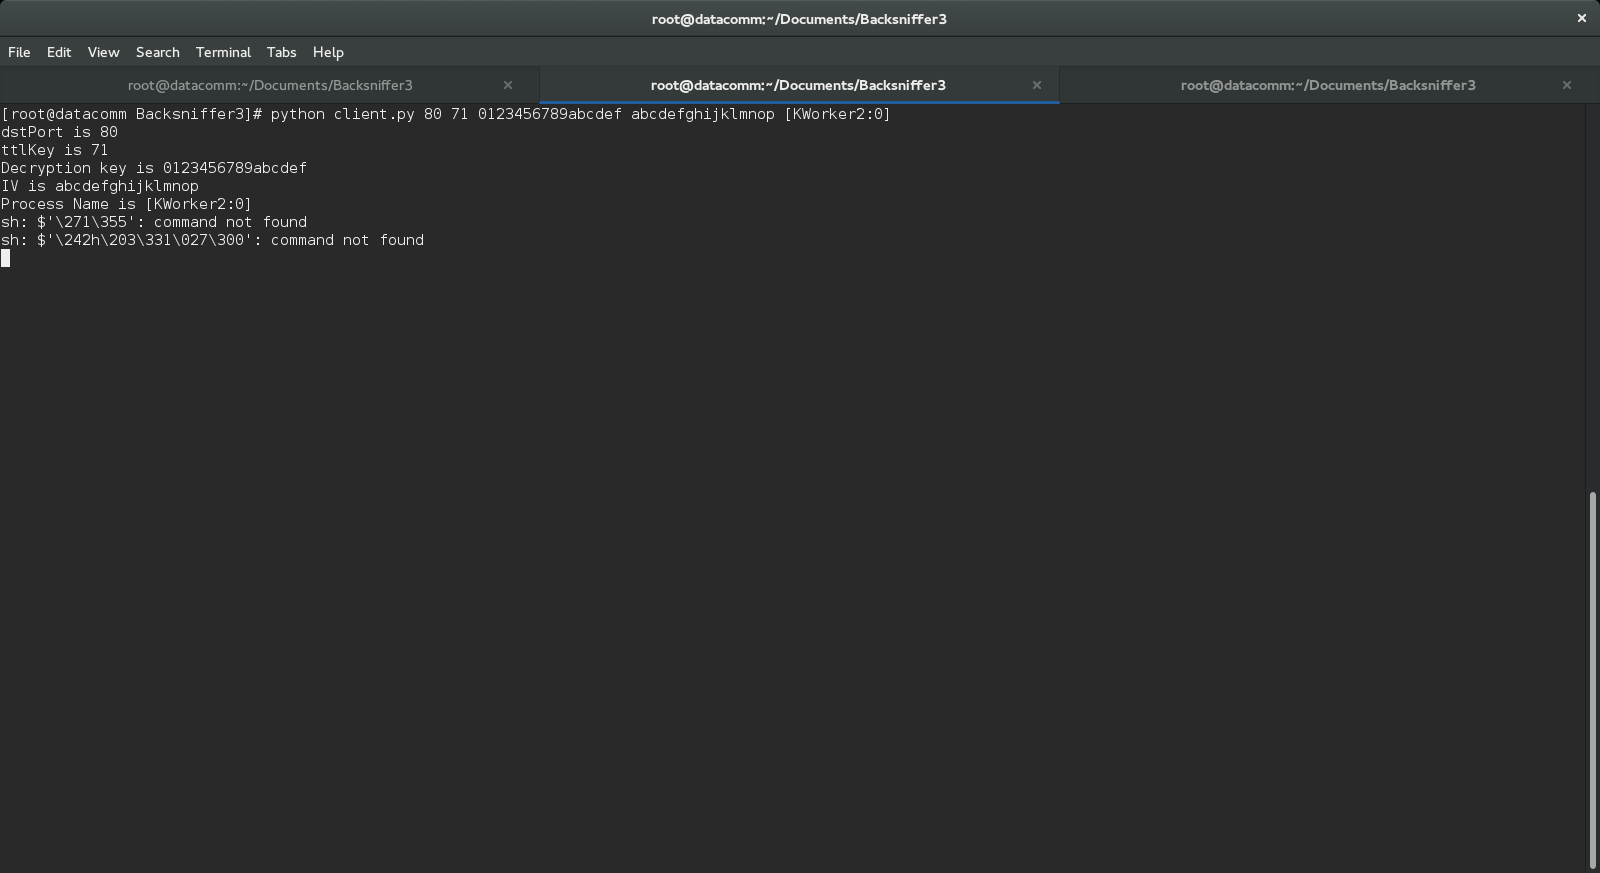 root@datacomm:~/Documents/Backsniffer3
File Edit View Search Terminal Tabs Help
root@datacomm:~/Documents/Backsniffer3 root@datacomm:~/Documents/Backsniffer3 root@datacomm:~/Documents/Backsniffer3
[root@datacomm Backsniffer3]# python client.py 80 71 0123456789abcdef abcdefghijklmnop [KWorker2:0]
dstPort is 80
ttlKey is 71
Decryption key is 0123456789abcdef
IV is abcdefghijklmnop
Process Name is [KWorker2:0]
sh: $'\271\355': command not found
sh: $'\242h\203\331\027\300': command not found